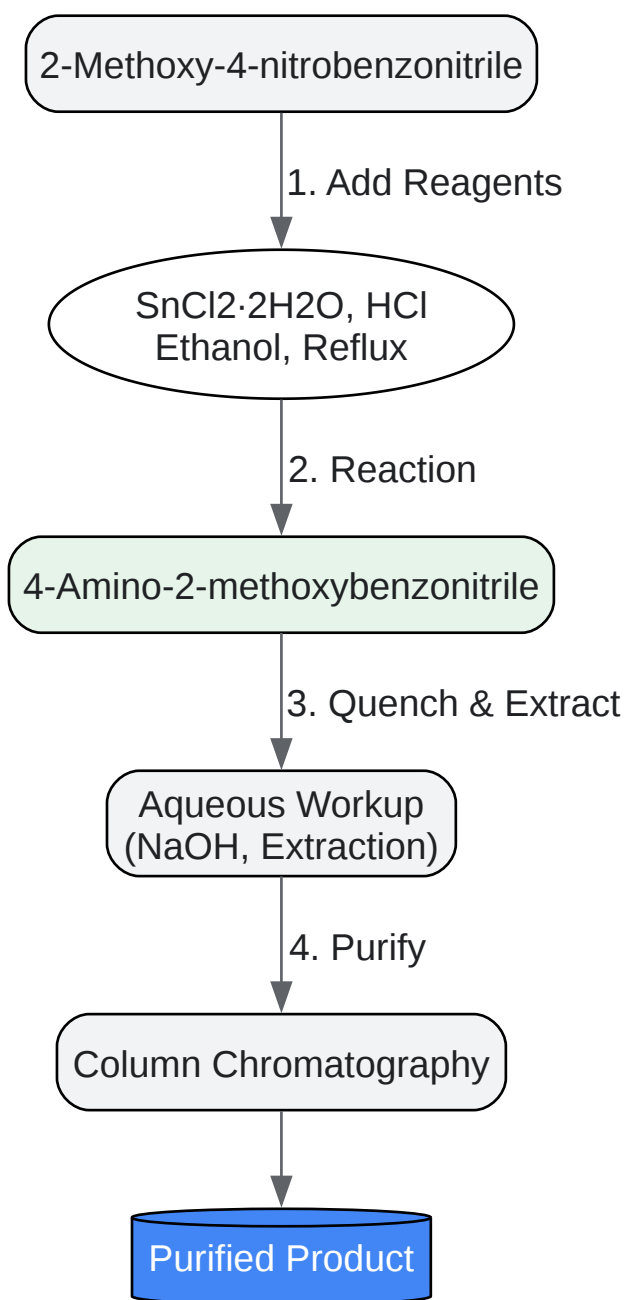 2-Methoxy-4-nitrobenzonitrile
1. Add Reagents
SnCl2·2H2O, HCl
Ethanol, Reflux
2. Reaction
4-Amino-2-methoxybenzonitrile
3. Quench & Extract
Aqueous Workup
(NaOH, Extraction)
4. Purify
Column Chromatography
Purified Product